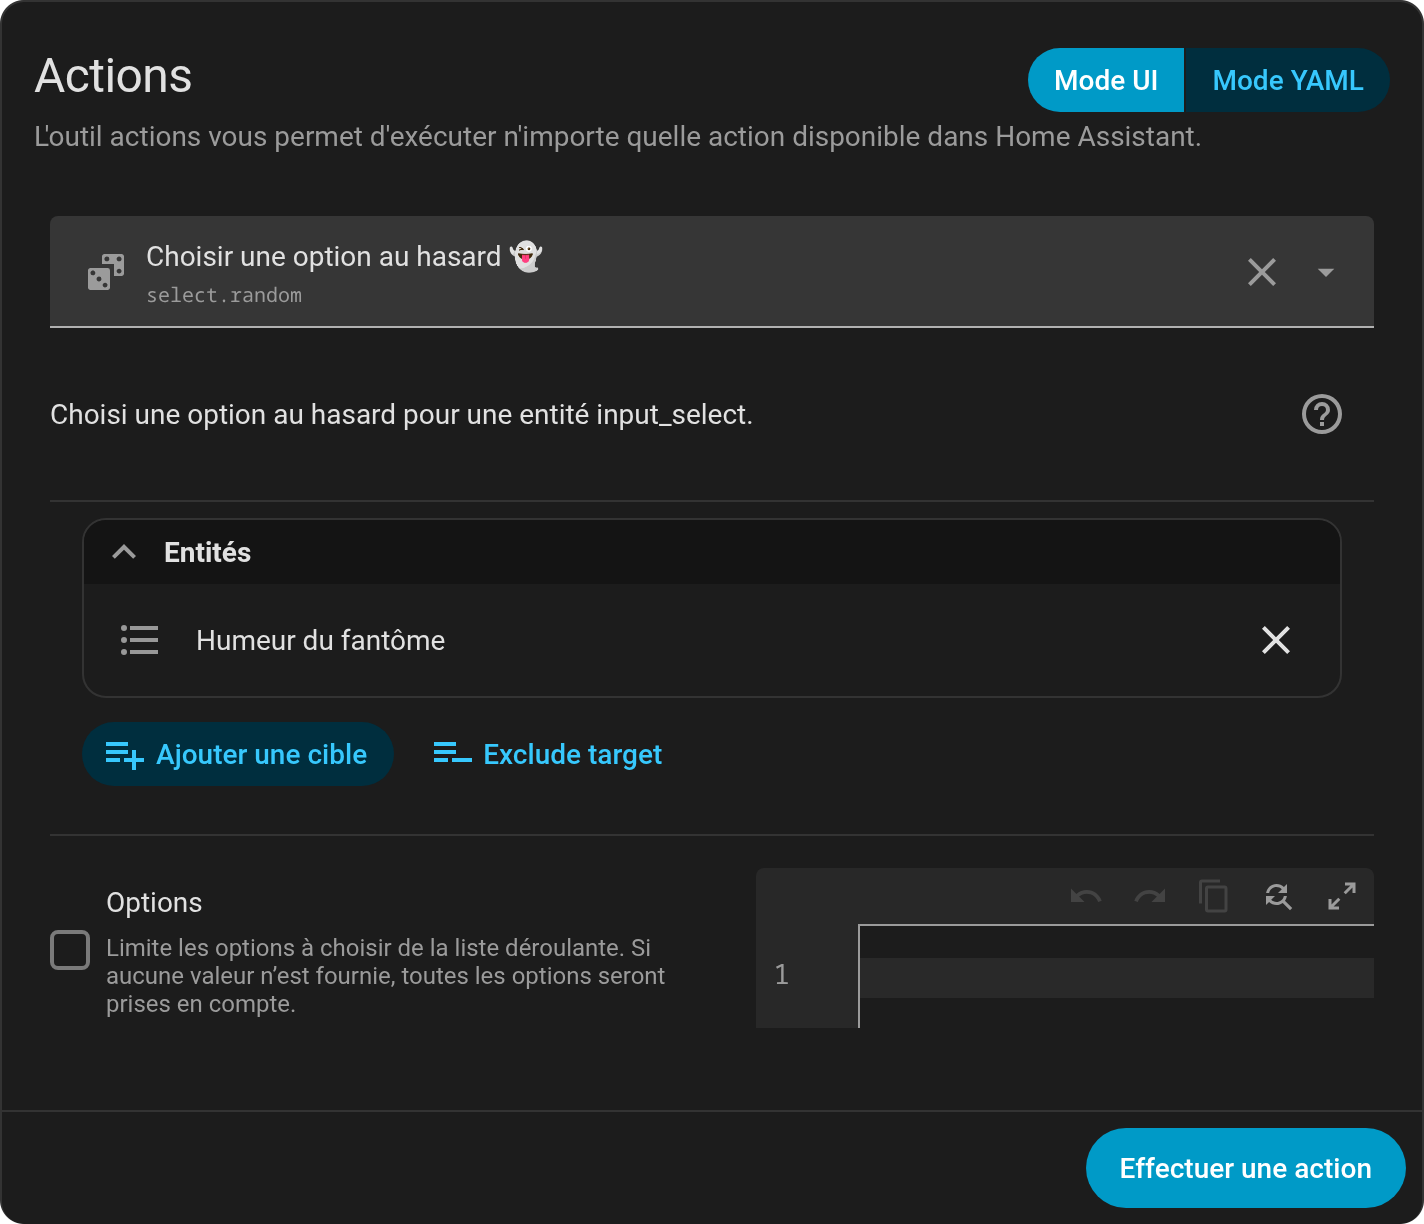 Actions
Mode UI
Mode YAML
L'outil actions vous permet d'exécuter n'importe quelle action disponible dans Home Assistant.
Choisir une option au hasard 👻
select.random
Choisi une option au hasard pour une entité input_select.
Entités
Humeur du fantôme
Ajouter une cible
Exclude target
Options
Limite les options à choisir de la liste déroulante. Si
aucune valeur n’est fournie, toutes les options seront
prises en compte.
1
Effectuer une action